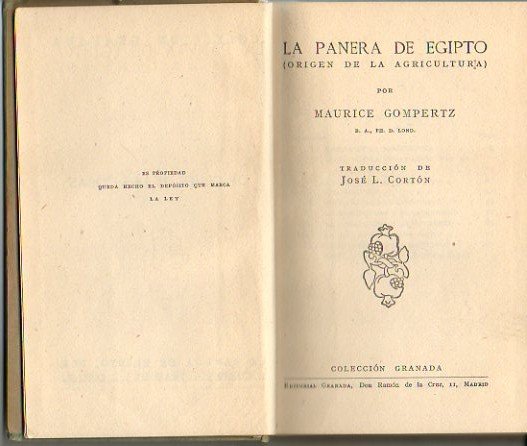 ES PROPIEDAD
QUEDA HECHO EL DEPÓSITO QUE MARCA
LA LEY
LA PANERA DE EGIPTO
(ORIGEN DE LA AGRICULTURA)
POR
MAURICE GOMPERTZ
B. A., PH. D. LOND.
TRADUCCIÓN DE
JOSÉ L. CORTÓN
COLECCIÓN GRANADA
EDITORIAL GRANADA, Don Ramón de la Cruz, 11, MADRID